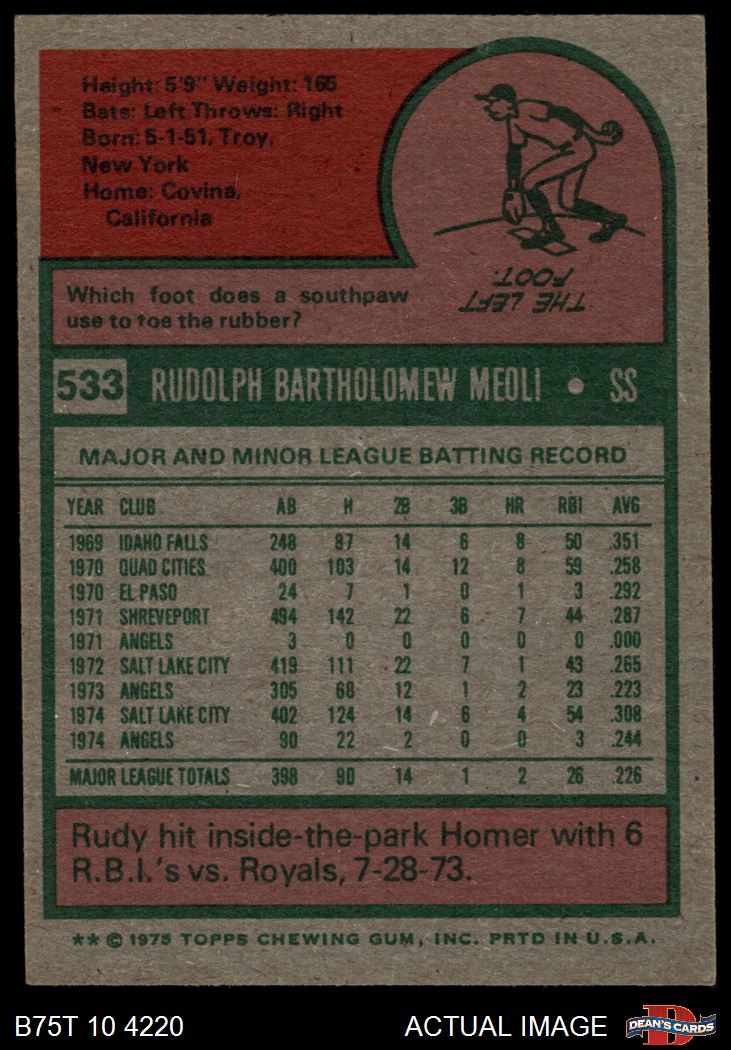 Height: 5'9" Weight: 165
Bats: Left Throws: Right
Born: 5-1-51, Troy,
New York
Home: Covina,
California
Which foot does a southpaw
use to toe the rubber?
THE LEFT
FOOT.
533 RUDOLPH BARTHOLOMEW MEOLI • SS
MAJOR AND MINOR LEAGUE BATTING RECORD
YEAR CLUB AB H 2B 3B HR RBI AVG
1969 IDAHO FALLS 248 87 14 6 8 50 .351
1970 QUAD CITIES 400 103 14 12 8 59 .258
1970 EL PASO 24 7 1 0 1 3 .292
1971 SHREVEPORT 494 142 22 6 7 44 .287
1971 ANGELS 3 0 0 0 0 0 .000
1972 SALT LAKE CITY 419 111 22 7 1 43 .265
1973 ANGELS 305 68 12 1 2 23 .223
1974 SALT LAKE CITY 402 124 14 6 4 54 .308
1974 ANGELS 90 22 2 0 0 3 .244
MAJOR LEAGUE TOTALS 398 90 14 1 2 26 .226
Rudy hit inside-the-park Homer with 6
R.B.I.'s vs. Royals, 7-28-73.
** © 1975 TOPPS CHEWING GUM, INC. PRTD IN U.S.A.
B75T 10 4220 ACTUAL IMAGE D DEAN'S CARDS